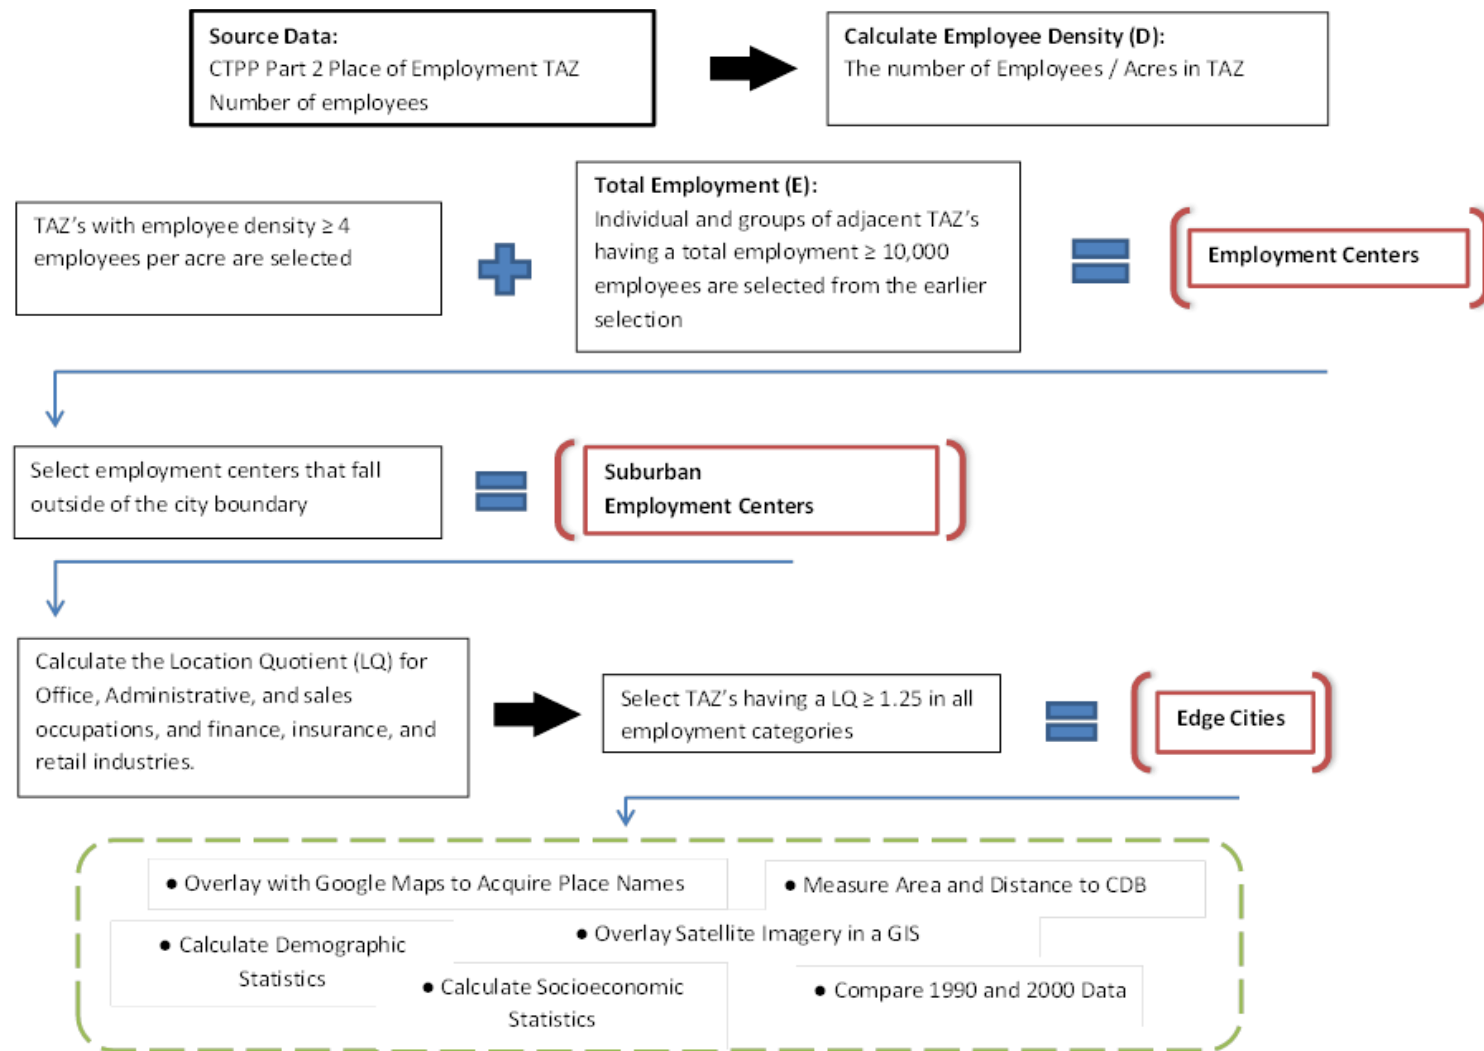 Source Data:
CTPP Part 2 Place of Employment TAZ
Number of employees
Calculate Employee Density (D):
The number of Employees / Acres in TAZ
TAZ's with employee density ≥ 4
employees per acre are selected
Total Employment (E):
Individual and groups of adjacent TAZ's
having a total employment ≥ 10,000
employees are selected from the earlier
selection
Employment Centers
Select employment centers that fall
outside of the city boundary
Suburban
Employment Centers
Calculate the Location Quotient (LQ) for
Office, Administrative, and sales
occupations, and finance, insurance, and
retail industries.
Select TAZ's having a LQ ≥ 1.25 in all
employment categories
Edge Cities
● Overlay with Google Maps to Acquire Place Names
● Measure Area and Distance to CDB
● Calculate Demographic
Statistics
● Overlay Satellite Imagery in a GIS
● Calculate Socioeconomic
Statistics
● Compare 1990 and 2000 Data